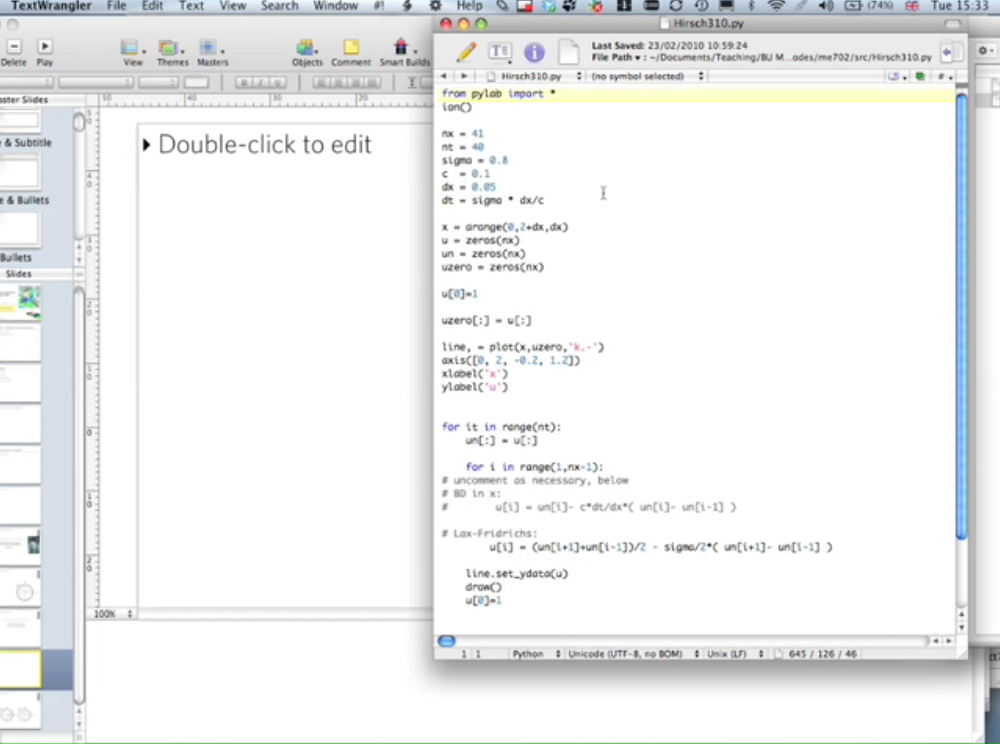 TextWrangler File Edit Text View Search Window #! Help (74%) Tue 15:33
Delete Play View Themes Masters Objects Comment Smart Builds
aster Slides
& Subtitle
e & Bullets
Bullets
Slides
50 40 30 20
Double-click to edit
100%
Hirsch310.py
Last Saved: 23/02/2010 10:59:24
File Path ▾ : ~/Documents/Teaching/BU M...odes/me702/src/Hirsch310.py
Hirsch310.py (no symbol selected)
from pylab import *
ion()
nx = 41
nt = 40
sigma = 0.8
c = 0.1
dx = 0.05
dt = sigma * dx/c
x = arange(0,2+dx,dx)
u = zeros(nx)
un = zeros(nx)
uzero = zeros(nx)
u[0]=1
uzero[:] = u[:]
line, = plot(x,uzero,'k.-')
axis([0, 2, -0.2, 1.2])
xlabel('x')
ylabel('u')
for it in range(nt):
un[:] = u[:]
for i in range(1,nx-1):
# uncomment as necessary, below
# BD in x:
# u[i] = un[i]- c*dt/dx*( un[i]- un[i-1] )
# Lax-Fridrichs:
u[i] = (un[i+1]+un[i-1])/2 - sigma/2*( un[i+1]- un[i-1] )
line.set_ydata(u)
draw()
u[0]=1
1 1 Python Unicode (UTF-8, no BOM) Unix (LF) 645 / 126 / 46